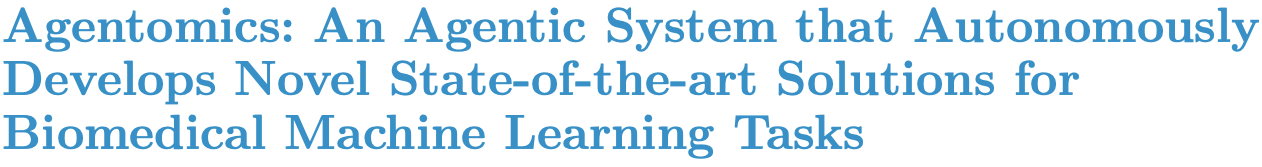 Agentomics: An Agentic System that Autonomously
Develops Novel State-of-the-art Solutions for
Biomedical Machine Learning Tasks